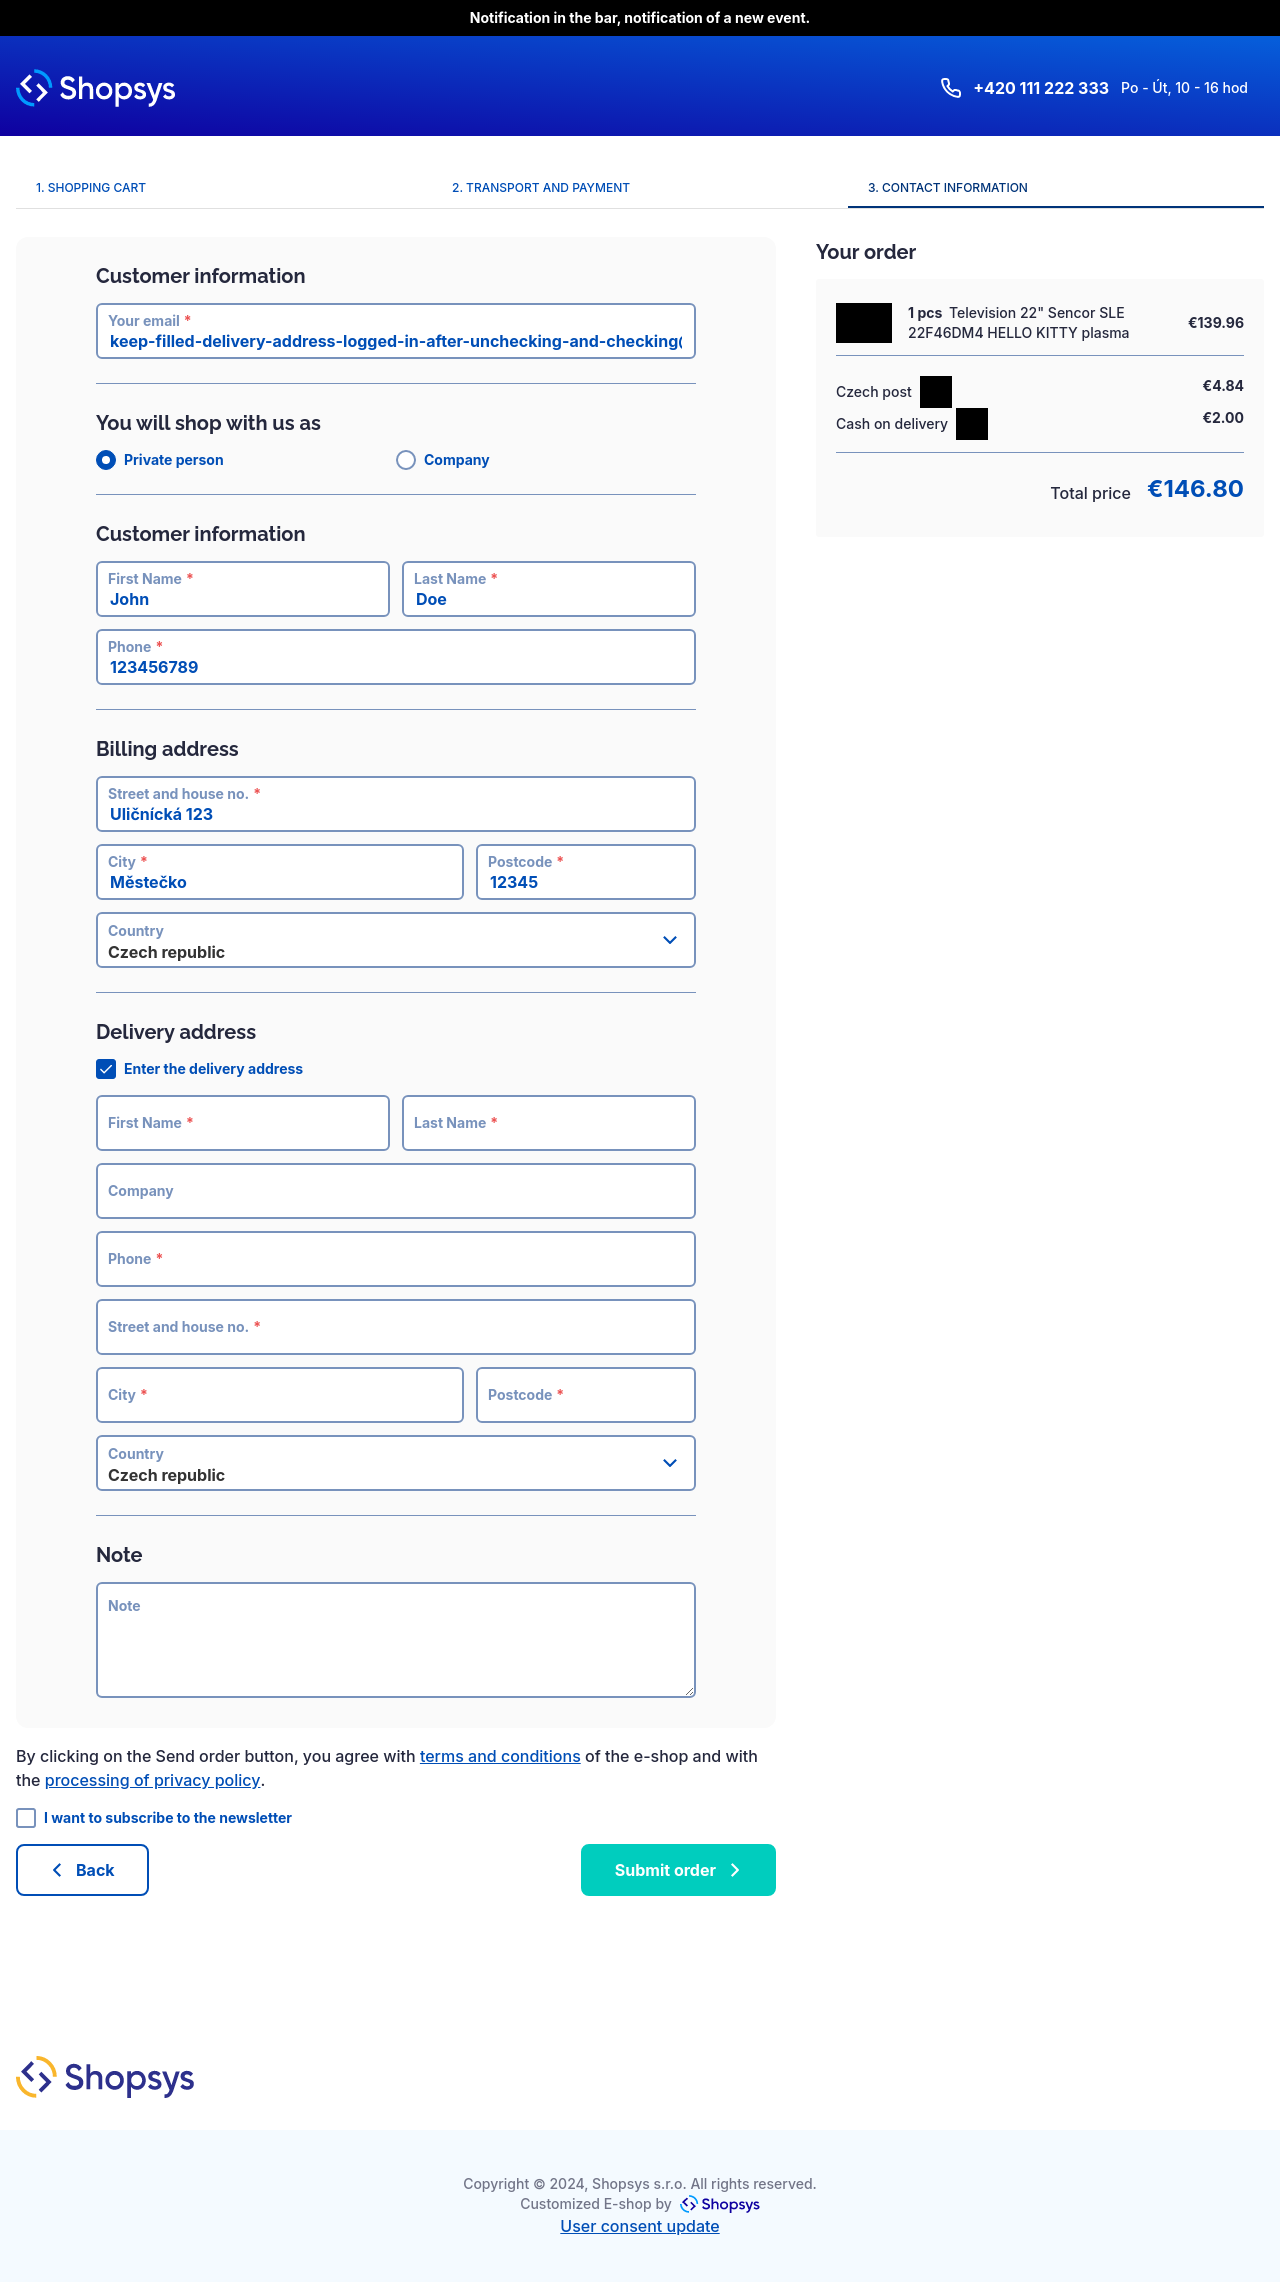 Notification in the bar, notification of a new event.
Shopsys
+420 111 222 333 Po - Út, 10 - 16 hod
1. SHOPPING CART
2. TRANSPORT AND PAYMENT
3. CONTACT INFORMATION
Customer information
Your email *
keep-filled-delivery-address-logged-in-after-unchecking-and-checking@
You will shop with us as
Private person
Company
Customer information
First Name *
John
Last Name *
Doe
Phone *
123456789
Billing address
Street and house no. *
Uličnícká 123
City *
Městečko
Postcode *
12345
Country
Czech republic
Delivery address
Enter the delivery address
First Name *
Last Name *
Company
Phone *
Street and house no. *
City *
Postcode *
Country
Czech republic
Note
Note
By clicking on the Send order button, you agree with terms and conditions of the e-shop and with
the processing of privacy policy.
I want to subscribe to the newsletter
Back
Submit order
Your order
1 pcs Television 22" Sencor SLE
22F46DM4 HELLO KITTY plasma
€139.96
Czech post
€4.84
Cash on delivery
€2.00
Total price €146.80
Shopsys
Copyright © 2024, Shopsys s.r.o. All rights reserved.
Customized E-shop by Shopsys
User consent update